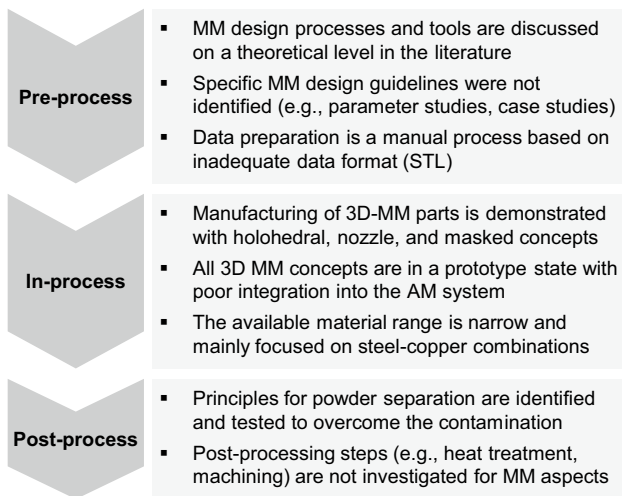 Pre-process
▪ MM design processes and tools are discussed
on a theoretical level in the literature
▪ Specific MM design guidelines were not
identified (e.g., parameter studies, case studies)
▪ Data preparation is a manual process based on
inadequate data format (STL)
In-process
▪ Manufacturing of 3D-MM parts is demonstrated
with holohedral, nozzle, and masked concepts
▪ All 3D MM concepts are in a prototype state with
poor integration into the AM system
▪ The available material range is narrow and
mainly focused on steel-copper combinations
Post-process
▪ Principles for powder separation are identified
and tested to overcome the contamination
▪ Post-processing steps (e.g., heat treatment,
machining) are not investigated for MM aspects